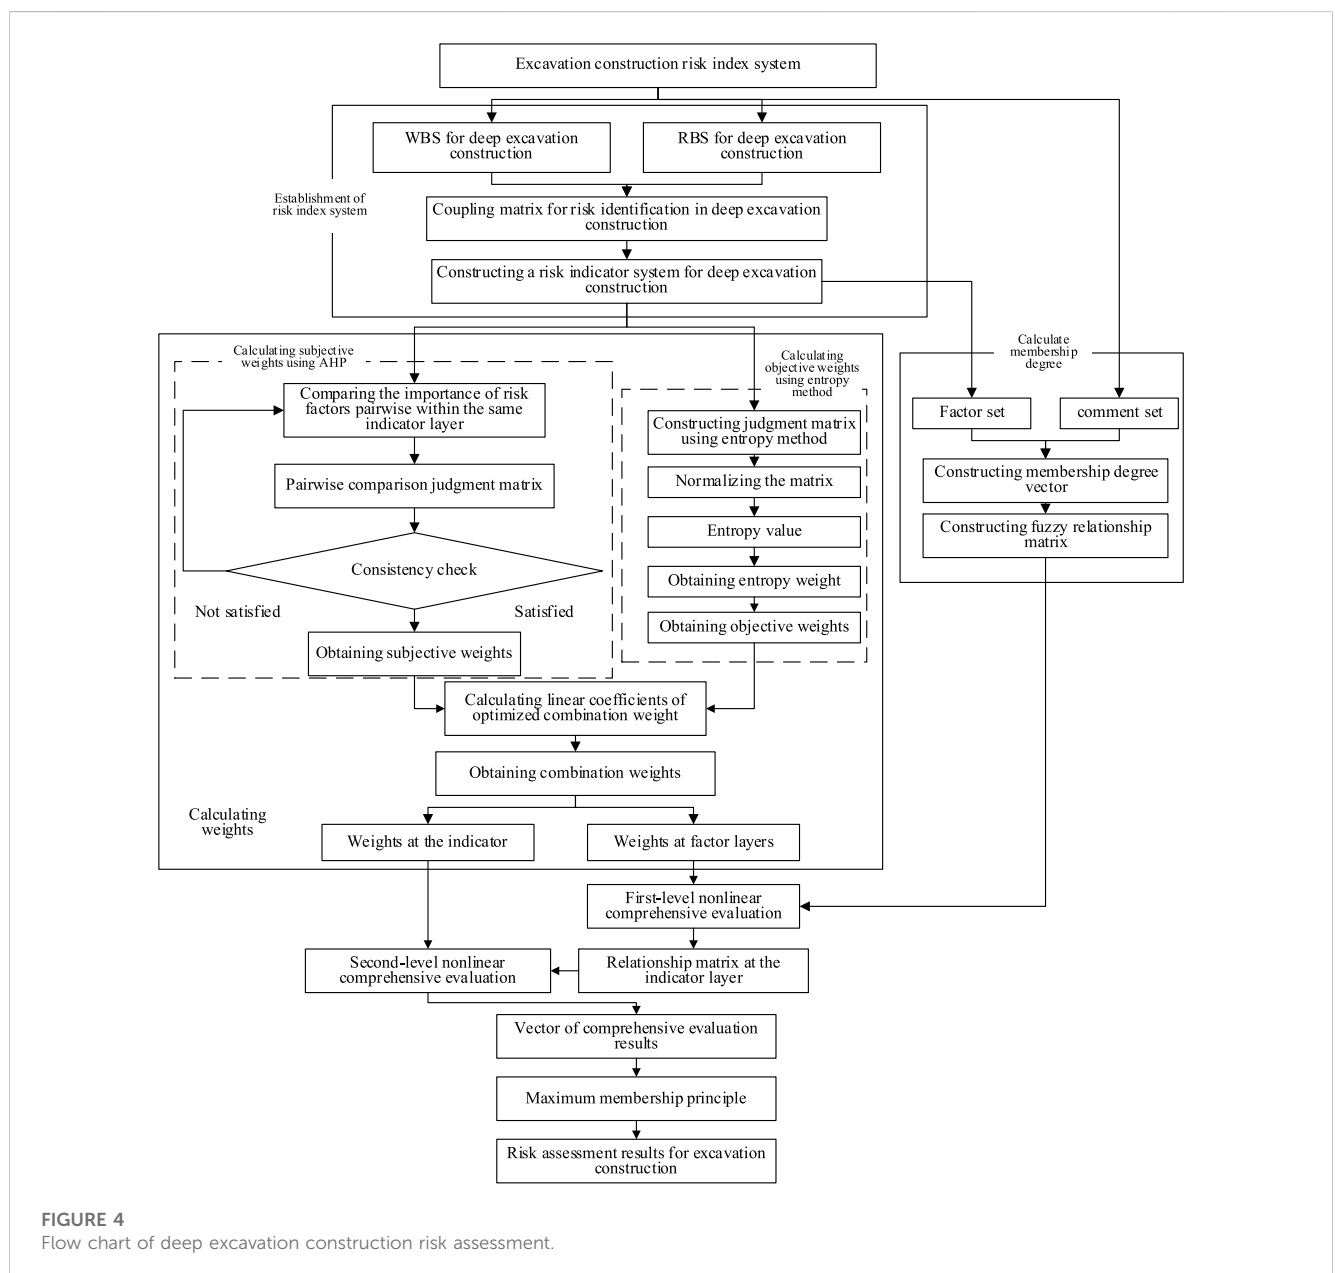 Excavation construction risk index system
WBS for deep excavation
construction
RBS for deep excavation
construction
Establishment of
risk index system
Coupling matrix for risk identification in deep excavation
construction
Constructing a risk indicator system for deep excavation
construction
Calculating subjective
weights using AHP
Calculating
objective weights
using entropy
method
Calculate
membership
degree
Comparing the importance of risk
factors pairwise within the same
indicator layer
Pairwise comparison judgment matrix
Consistency check
Not satisfied
Satisfied
Obtaining subjective weights
Constructing judgment matrix
using entropy method
Normalizing the matrix
Entropy value
Obtaining entropy weight
Obtaining objective weights
Factor set
comment set
Constructing membership degree
vector
Constructing fuzzy relationship
matrix
Calculating linear coefficients of
optimized combination weight
Obtaining combination weights
Calculating
weights
Weights at the indicator
Weights at factor layers
First-level nonlinear
comprehensive evaluation
Second-level nonlinear
comprehensive evaluation
Relationship matrix at the
indicator layer
Vector of comprehensive evaluation
results
Maximum membership principle
Risk assessment results for excavation
construction
FIGURE 4
Flow chart of deep excavation construction risk assessment.